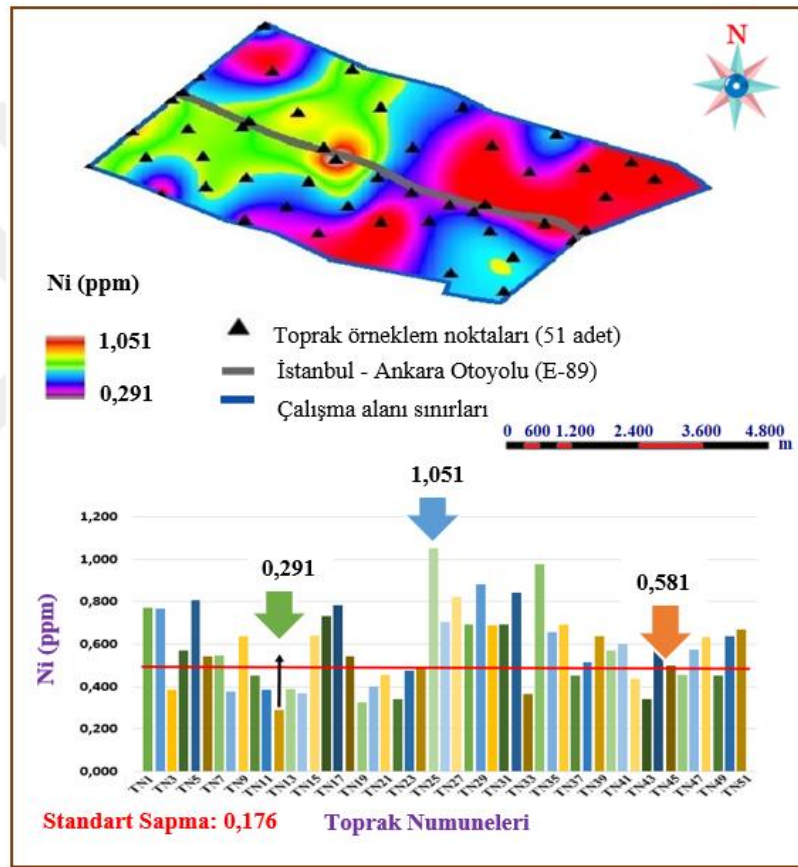 N
Ni (ppm)
1,051
0,291
Toprak örneklem noktaları (51 adet)
İstanbul - Ankara Otoyolu (E-89)
Çalışma alanı sınırları
0 600 1.200 2.400 3.600 4.800
m
1,051
0,291
0,581
Ni (ppm)
1,200
1,000
0,800
0,600
0,400
0,200
0,000
TN1 TN3 TN5 TN7 TN9 TN11 TN13 TN15 TN17 TN19 TN21 TN23 TN25 TN27 TN29 TN31 TN33 TN35 TN37 TN39 TN41 TN43 TN45 TN47 TN49 TN51
Standart Sapma: 0,176 Toprak Numuneleri